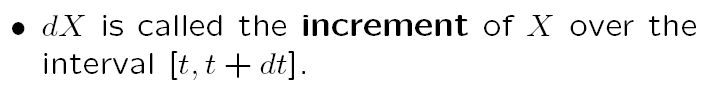 • dX is called the increment of X over the
interval [t, t + dt].